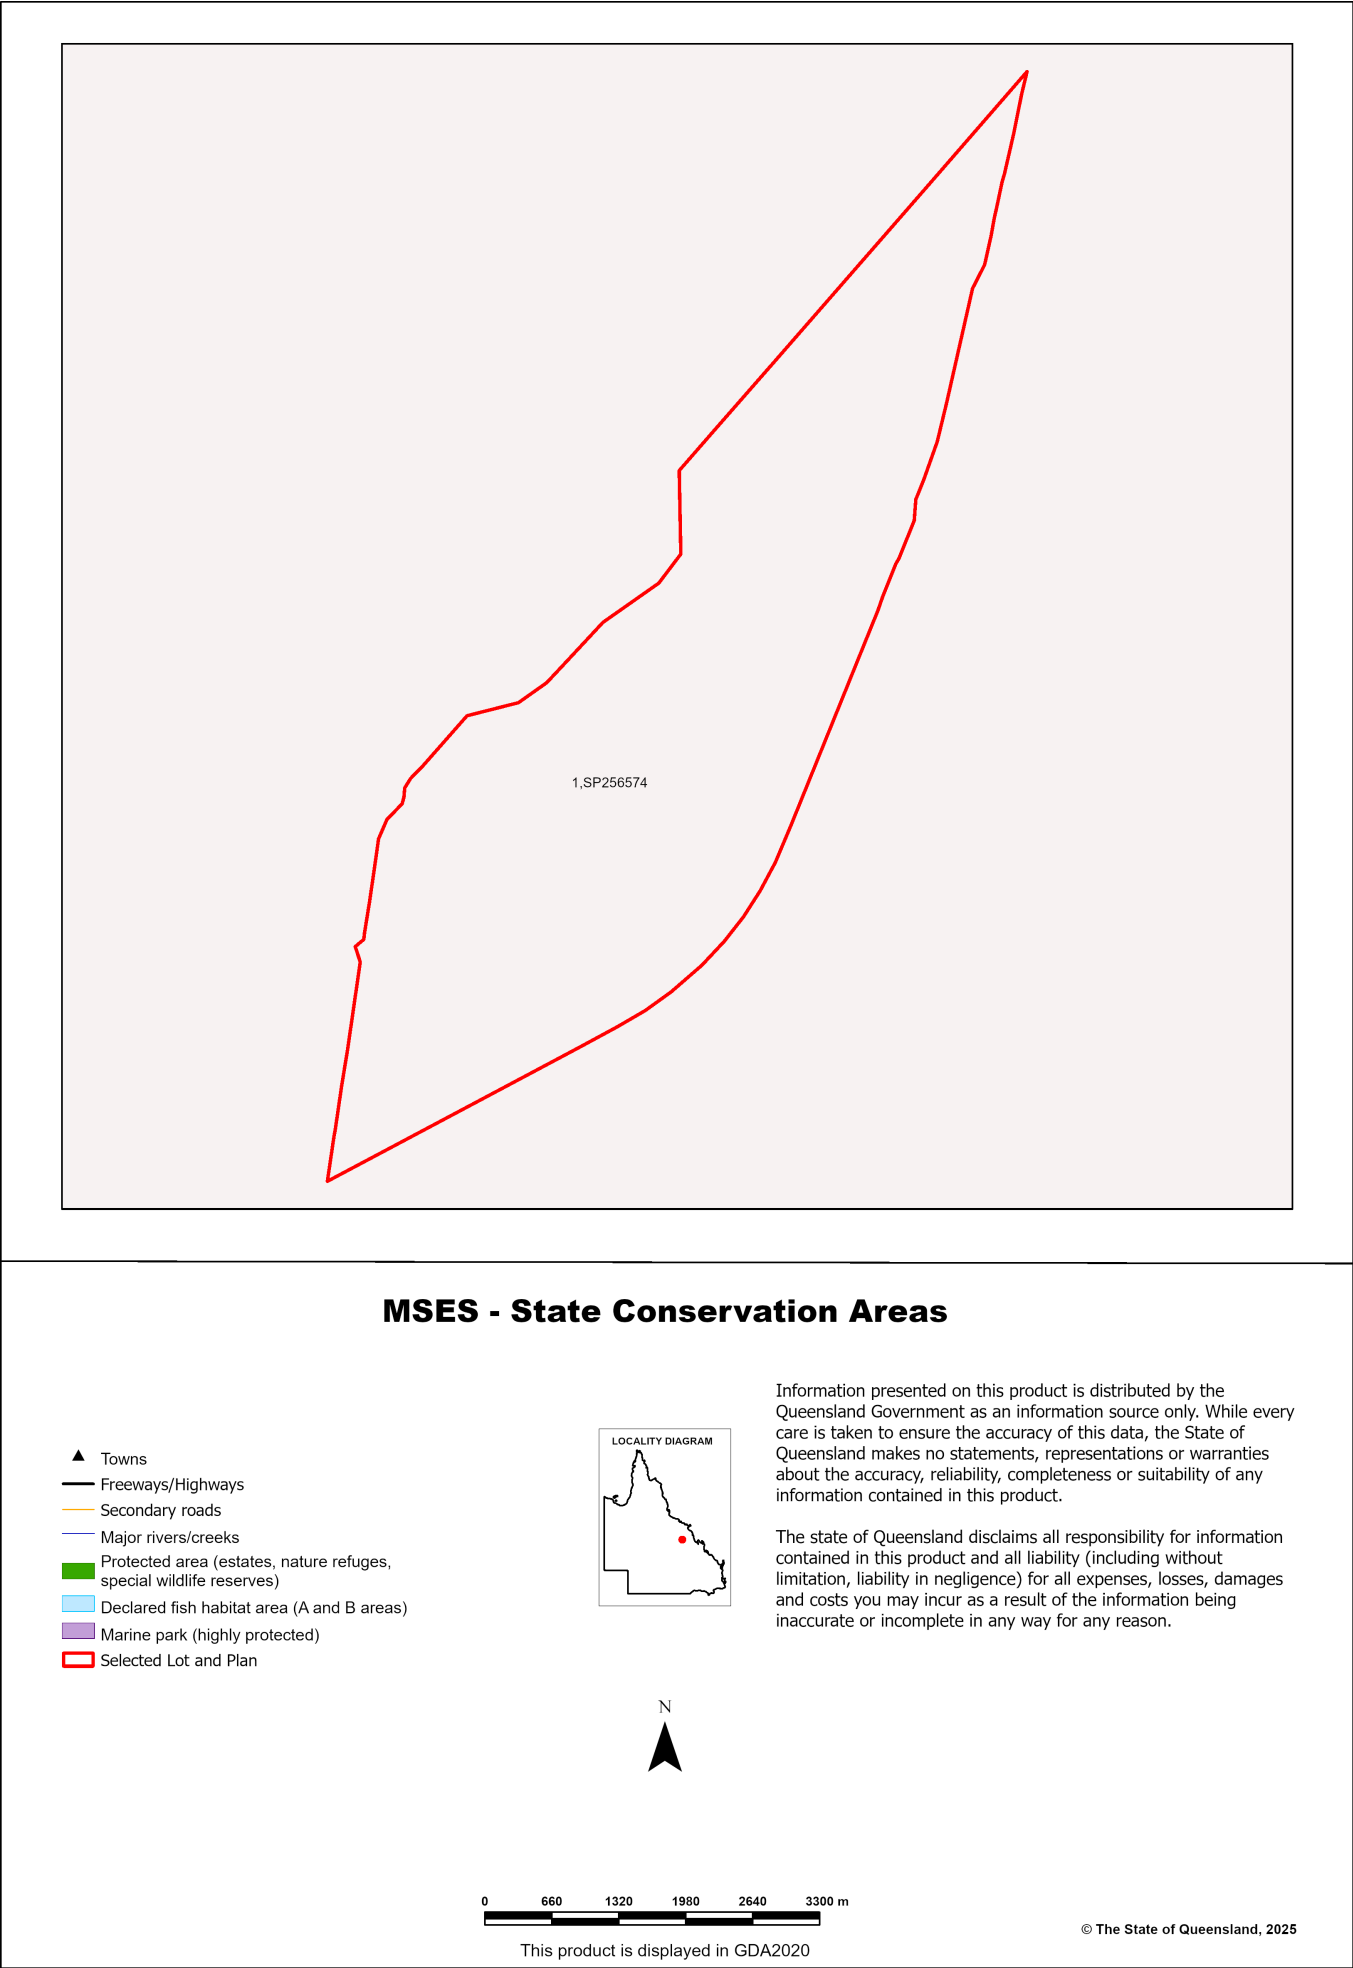 1,SP256574
MSES - State Conservation Areas
Towns
Freeways/Highways
Secondary roads
Major rivers/creeks
Protected area (estates, nature refuges,
special wildlife reserves)
Declared fish habitat area (A and B areas)
Marine park (highly protected)
Selected Lot and Plan
LOCALITY DIAGRAM
Information presented on this product is distributed by the
Queensland Government as an information source only. While every
care is taken to ensure the accuracy of this data, the State of
Queensland makes no statements, representations or warranties
about the accuracy, reliability, completeness or suitability of any
information contained in this product.
The state of Queensland disclaims all responsibility for information
contained in this product and all liability (including without
limitation, liability in negligence) for all expenses, losses, damages
and costs you may incur as a result of the information being
inaccurate or incomplete in any way for any reason.
N
0 660 1320 1980 2640 3300 m
This product is displayed in GDA2020
© The State of Queensland, 2025